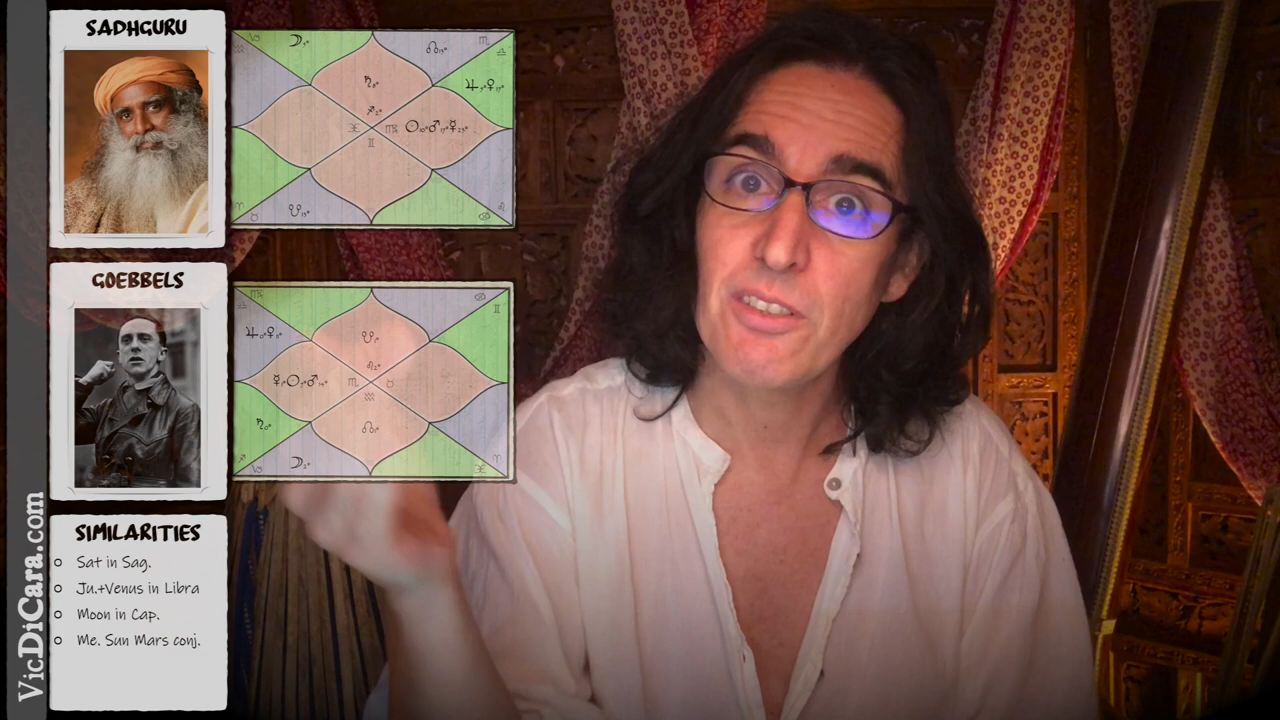 SADHGURU
GOEBBELS
SIMILARITIES
Sat in Sag.
Ju.+Venus in Libra
Moon in Cap.
Me. Sun Mars conj.
VicDiCara.com